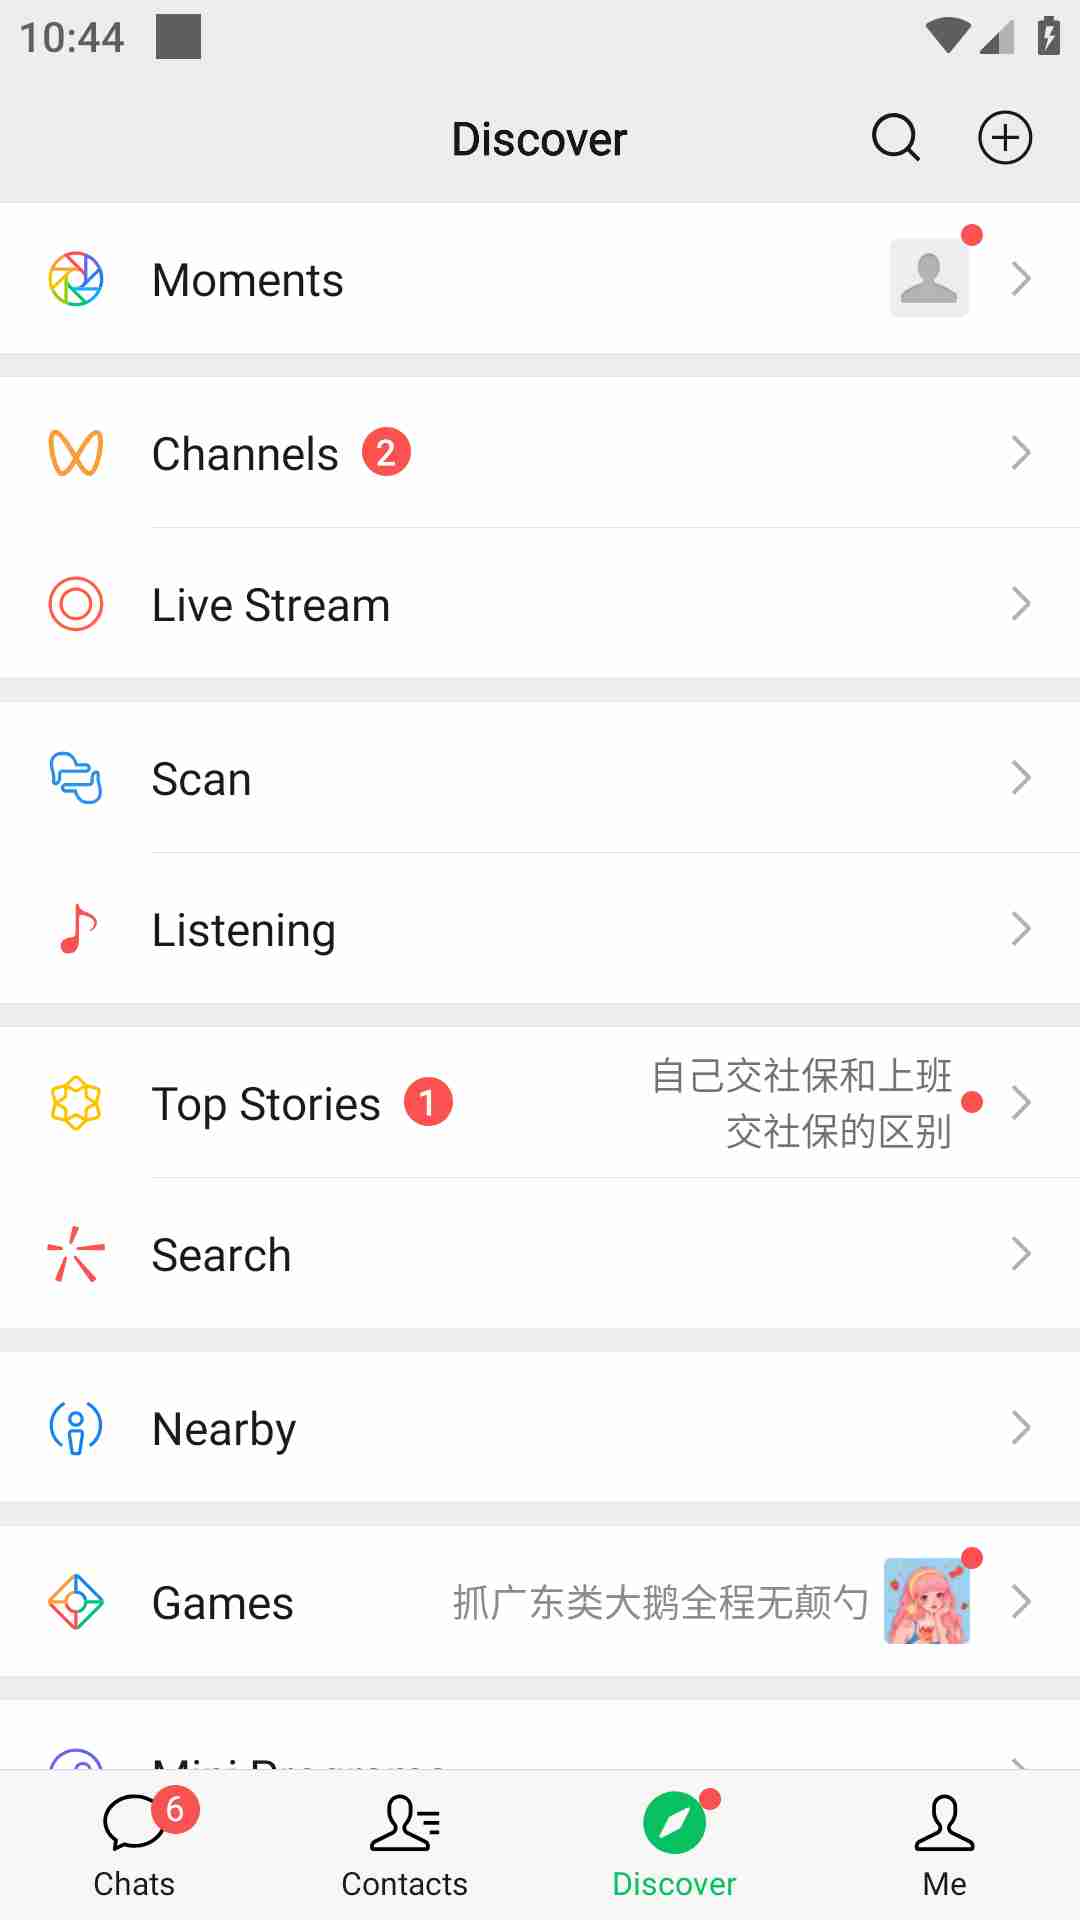 10:44
Discover
Moments
Channels 2
Live Stream
Scan
Listening
Top Stories 1
自己交社保和上班
交社保的区别
Search
Nearby
Games 抓广东类大鹅全程无颠勺
Mini Programs
6
Chats
Contacts
Discover
Me